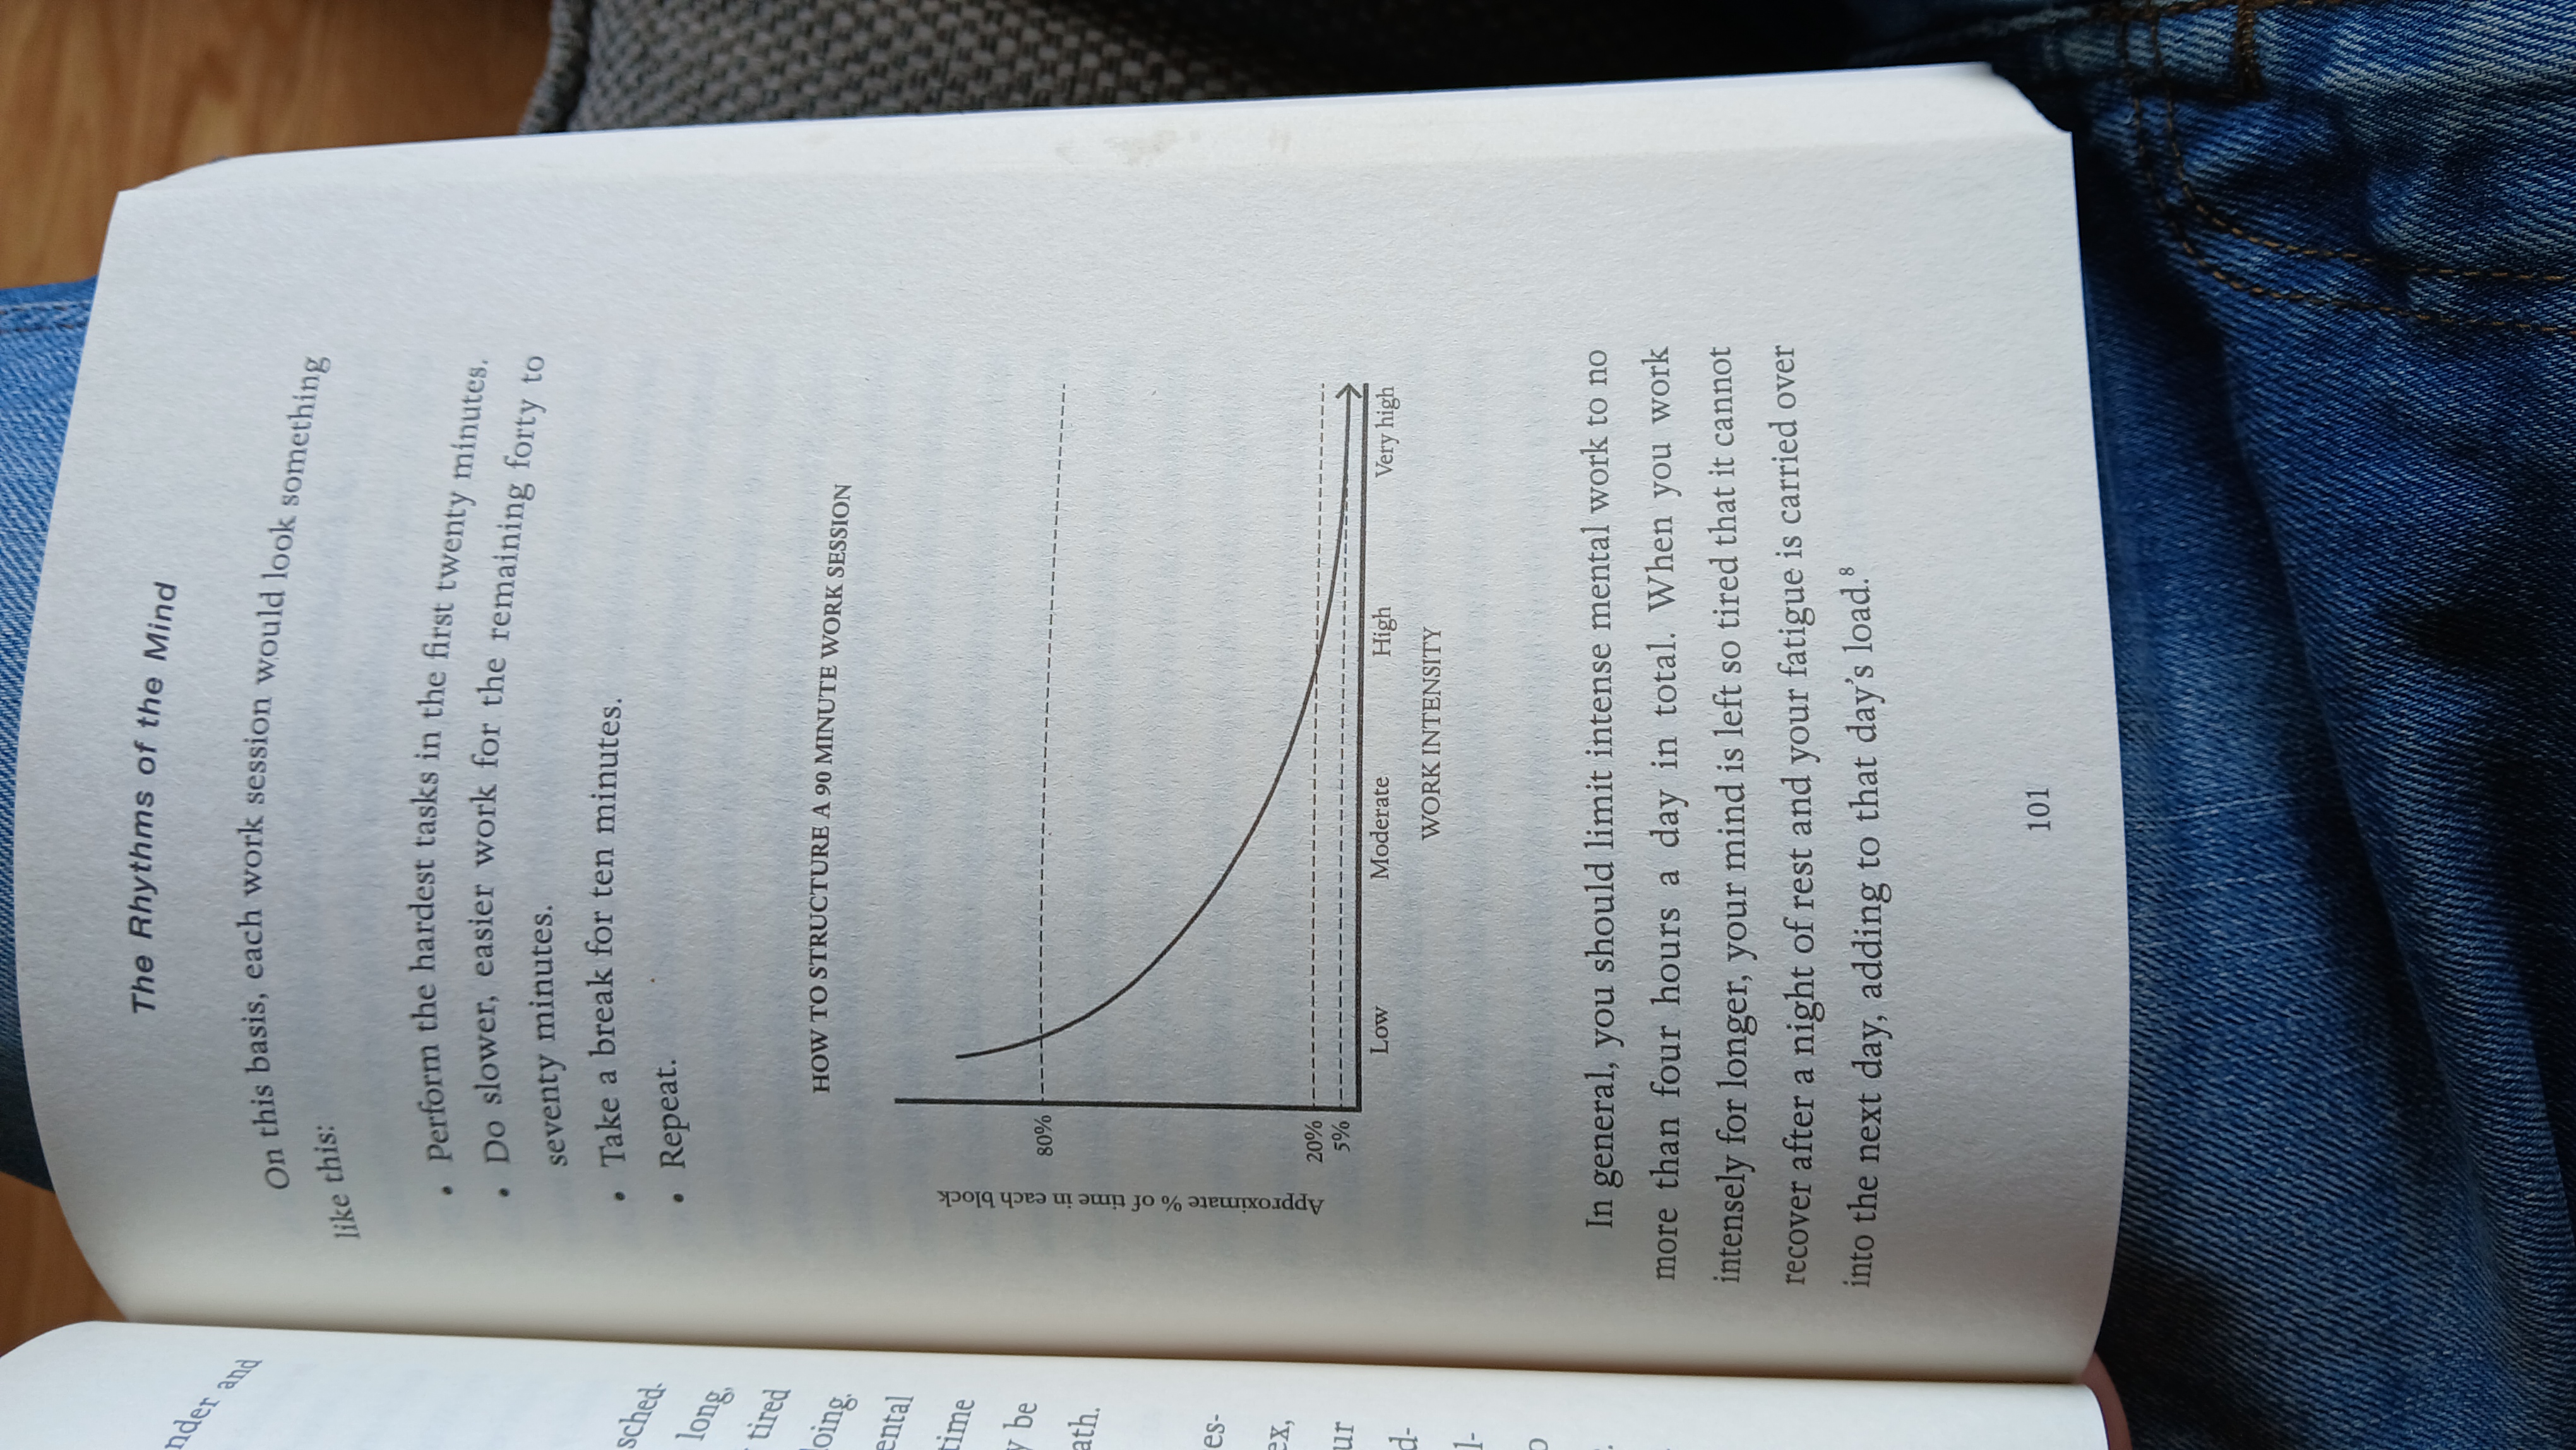 nder and
sched-
long,
tired
ental
time
be
ath.
es-
ex,
ur
d-
l-
The Rhythms of the Mind
On this basis, each work session would look something
like this:
• Perform the hardest tasks in the first twenty minutes.
• Do slower, easier work for the remaining forty to
seventy minutes.
• Take a break for ten minutes.
• Repeat.
HOW TO STRUCTURE A 90 MINUTE WORK SESSION
Approximate % of time in each block
80%
20%
5%
Low Moderate High Very high
WORK INTENSITY
In general, you should limit intense mental work to no
more than four hours a day in total. When you work
intensely for longer, your mind is left so tired that it cannot
recover after a night of rest and your fatigue is carried over
into the next day, adding to that day's load.8
101